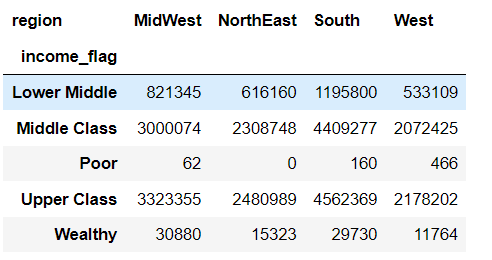 region MidWest NorthEast South West
income_flag
Lower Middle 821345 616160 1195800 533109
Middle Class 3000074 2308748 4409277 2072425
Poor 62 0 160 466
Upper Class 3323355 2480989 4562369 2178202
Wealthy 30880 15323 29730 11764